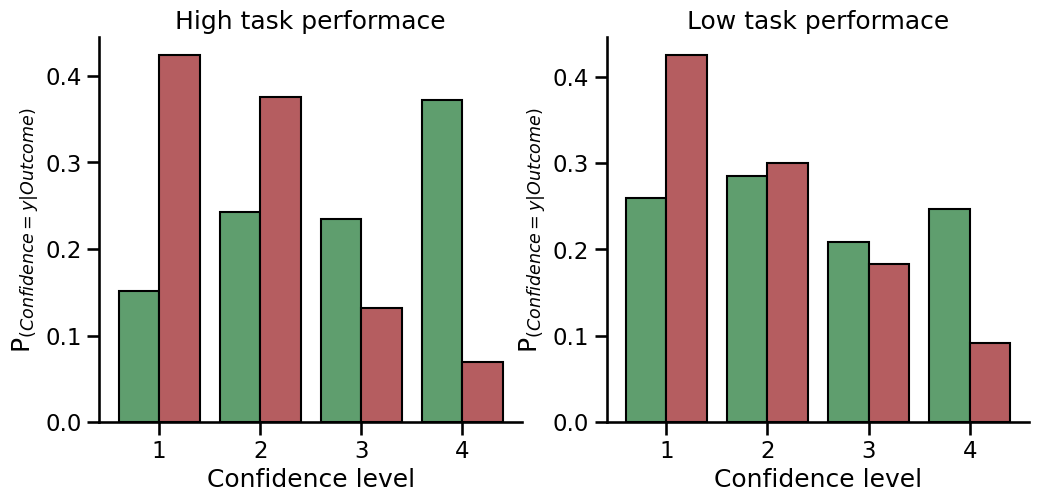 High task performace
P(Confidence = y|Outcome)
0.4
0.3
0.2
0.1
0.0
1 2 3 4
Confidence level
Low task performace
P(Confidence = y|Outcome)
0.4
0.3
0.2
0.1
0.0
1 2 3 4
Confidence level